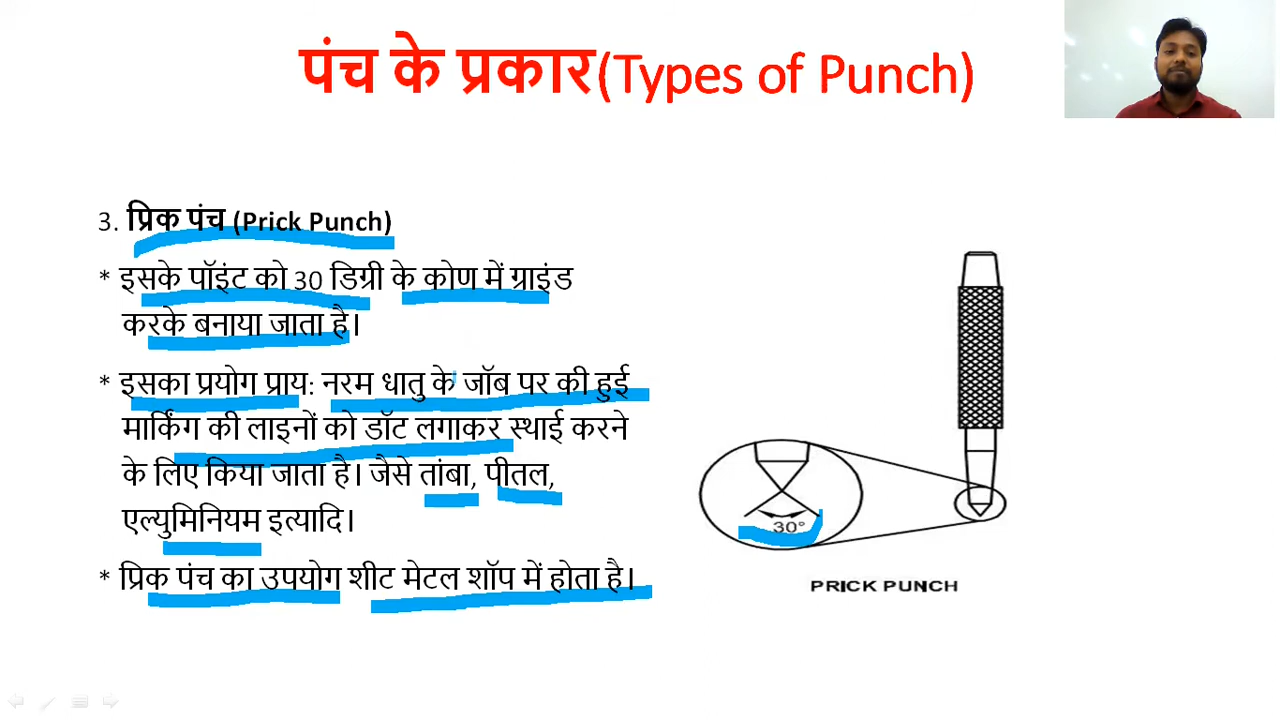 पंच के प्रकार(Types of Punch)
3. प्रिक पंच (Prick Punch)
* इसके पॉइंट को 30 डिग्री के कोण में ग्राइंड
करके बनाया जाता है।
* इसका प्रयोग प्राय: नरम धातु के जॉब पर की हुई
मार्किंग की लाइनों को डॉट लगाकर स्थाई करने
के लिए किया जाता है। जैसे तांबा, पीतल,
एल्युमिनियम इत्यादि।
* प्रिक पंच का उपयोग शीट मेटल शॉप में होता है।
30°
PRICK PUNCH